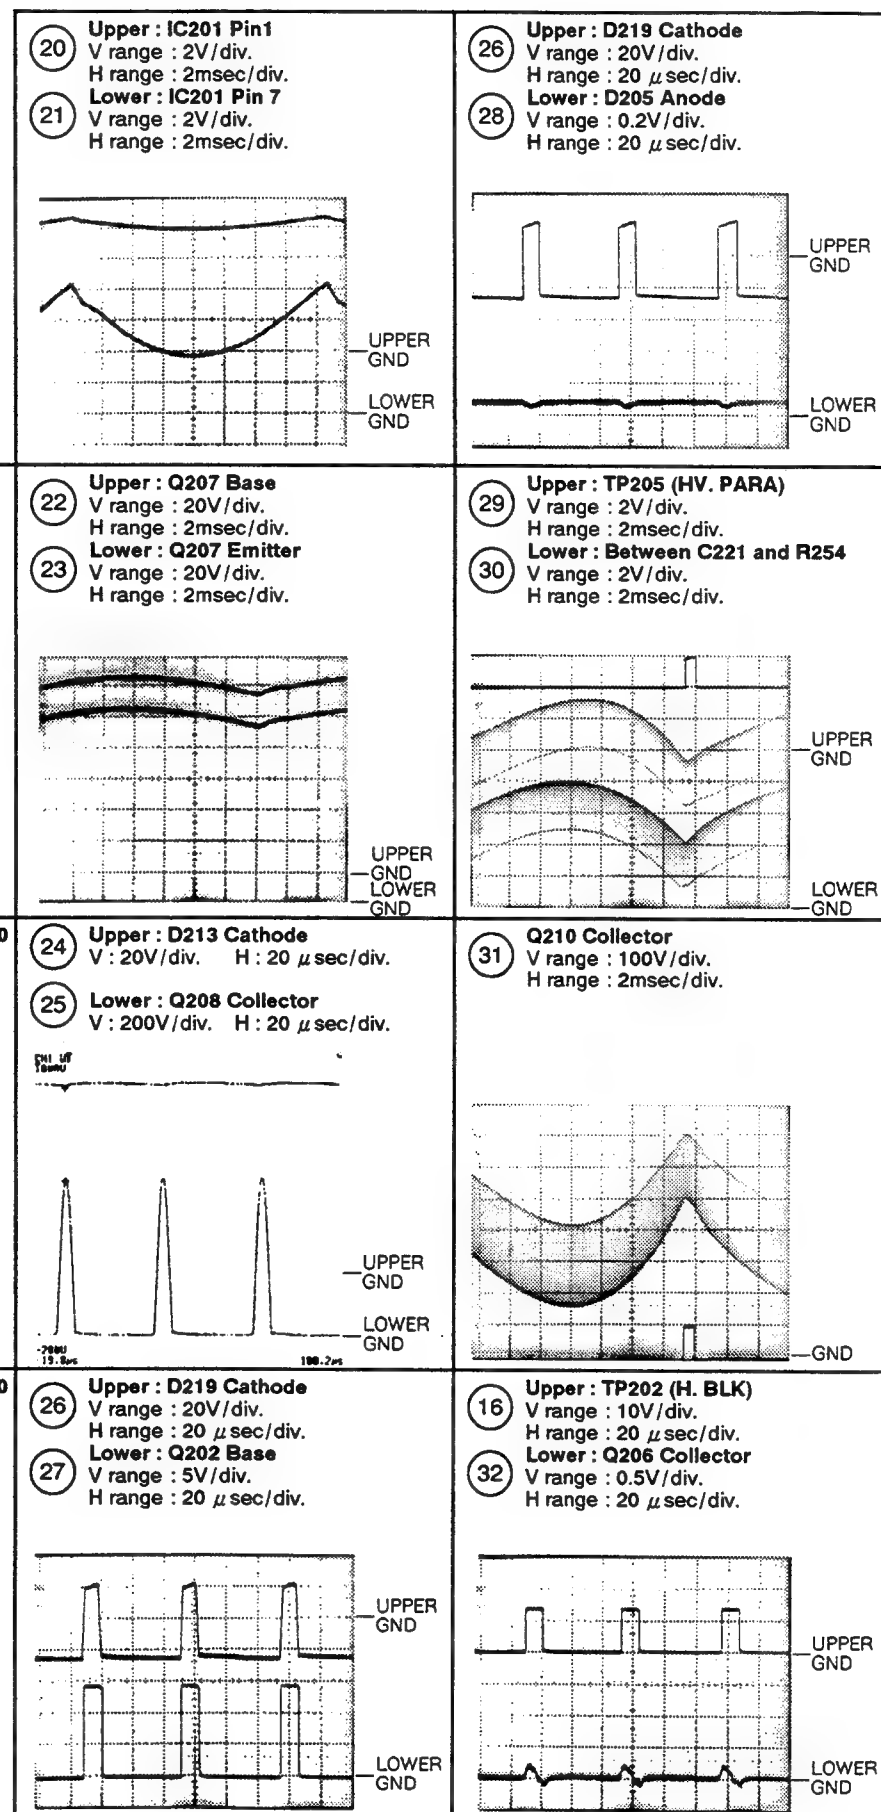 20 Upper : IC201 Pin1
V range : 2V/div.
H range : 2msec/div.
21 Lower : IC201 Pin 7
V range : 2V/div.
H range : 2msec/div.
UPPER
GND
LOWER
GND
26 Upper : D219 Cathode
V range : 20V/div.
H range : 20 μsec/div.
28 Lower : D205 Anode
V range : 0.2V/div.
H range : 20 μsec/div.
UPPER
GND
LOWER
GND
22 Upper : Q207 Base
V range : 20V/div.
H range : 2msec/div.
23 Lower : Q207 Emitter
V range : 20V/div.
H range : 2msec/div.
UPPER
GND
LOWER
GND
29 Upper : TP205 (HV. PARA)
V range : 2V/div.
H range : 2msec/div.
30 Lower : Between C221 and R254
V range : 2V/div.
H range : 2msec/div.
UPPER
GND
LOWER
GND
0
24 Upper : D213 Cathode
V : 20V/div. H : 20 μsec/div.
25 Lower : Q208 Collector
V : 200V/div. H : 20 μsec/div.
UPPER
GND
LOWER
GND
100.2μs
31 Q210 Collector
V range : 100V/div.
H range : 2msec/div.
GND
0
26 Upper : D219 Cathode
V range : 20V/div.
H range : 20 μsec/div.
27 Lower : Q202 Base
V range : 5V/div.
H range : 20 μsec/div.
UPPER
GND
LOWER
GND
16 Upper : TP202 (H. BLK)
V range : 10V/div.
H range : 20 μsec/div.
32 Lower : Q206 Collector
V range : 0.5V/div.
H range : 20 μsec/div.
UPPER
GND
LOWER
GND